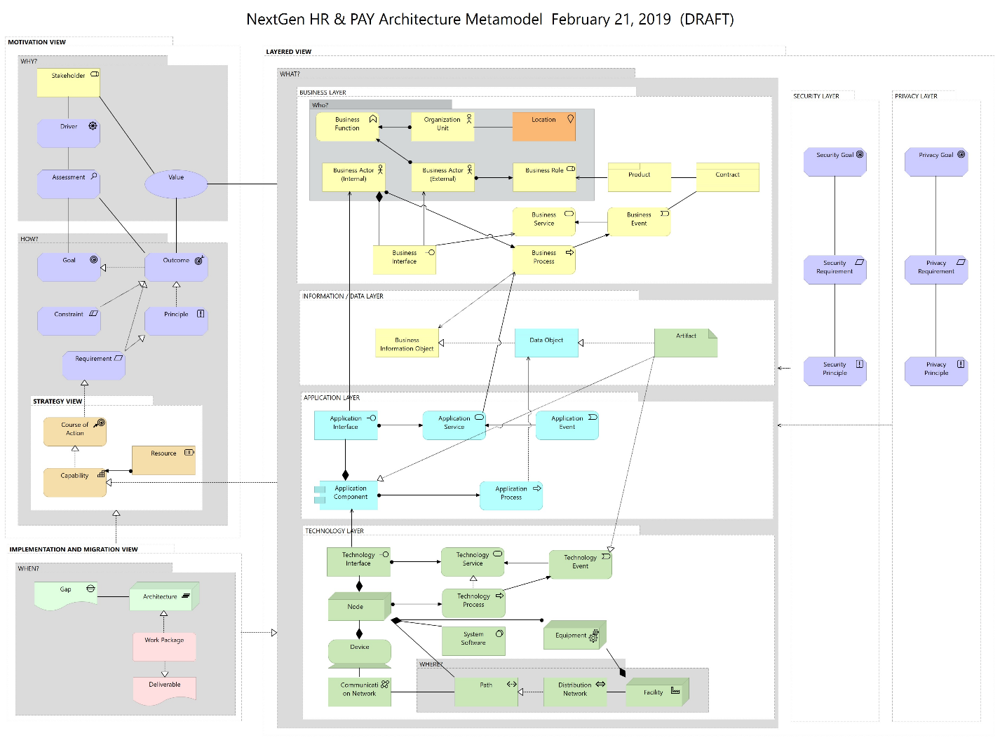 NextGen HR & PAY Architecture Metamodel  February 21, 2019  (DRAFT)
MOTIVATION VIEW
WHY?
Stakeholder
Driver
Assessment
Value
HOW?
Goal
Outcome
Constraint
Principle
Requirement
STRATEGY VIEW
Course of
Action
Resource
Capability
IMPLEMENTATION AND MIGRATION VIEW
WHEN?
Gap
Architecture
Work Package
Deliverable
LAYERED VIEW
WHAT?
BUSINESS LAYER
Who?
Business
Function
Organization
Unit
Location
Business Actor
(Internal)
Business Actor
(External)
Business Role
Product
Contract
Business
Service
Business
Event
Business
Interface
Business
Process
INFORMATION / DATA LAYER
Business
Information Object
Data Object
Artifact
APPLICATION LAYER
Application
Interface
Application
Service
Application
Event
Application
Component
Application
Process
TECHNOLOGY LAYER
Technology
Interface
Technology
Service
Technology
Event
Node
Technology
Process
Device
System
Software
Equipment
WHERE?
Communicati
on Network
Path
Distribution
Network
Facility
SECURITY LAYER
Security Goal
Security
Requirement
Security
Principle
PRIVACY LAYER
Privacy Goal
Privacy
Requirement
Privacy
Principle